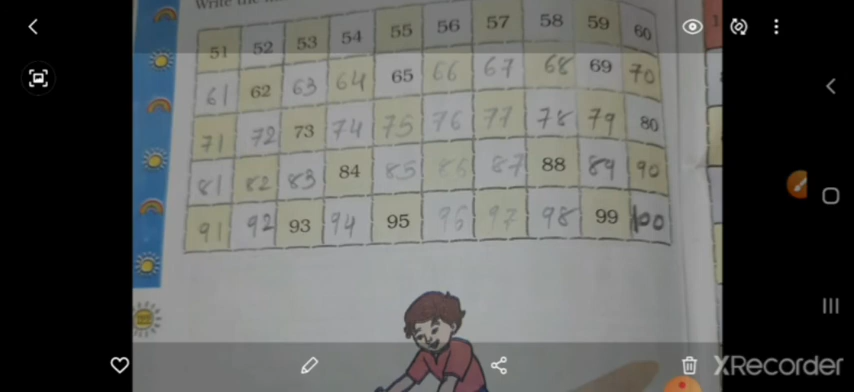 Write the
51 52 53 54 55 56 57 58 59 60
61 62 63 64 65 66 67 68 69 70
71 72 73 74 75 76 77 78 79 80
81 82 83 84 85 86 87 88 89 90
91 92 93 94 95 96 97 98 99 100
XRecorder